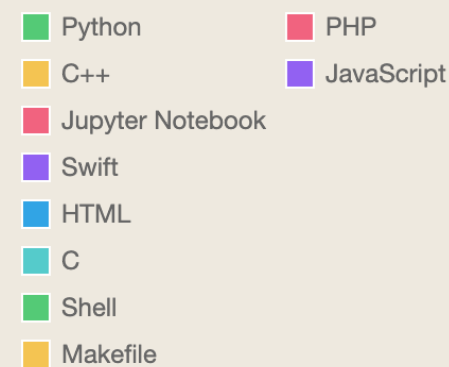 Python
C++
Jupyter Notebook
Swift
HTML
C
Shell
Makefile
PHP
JavaScript